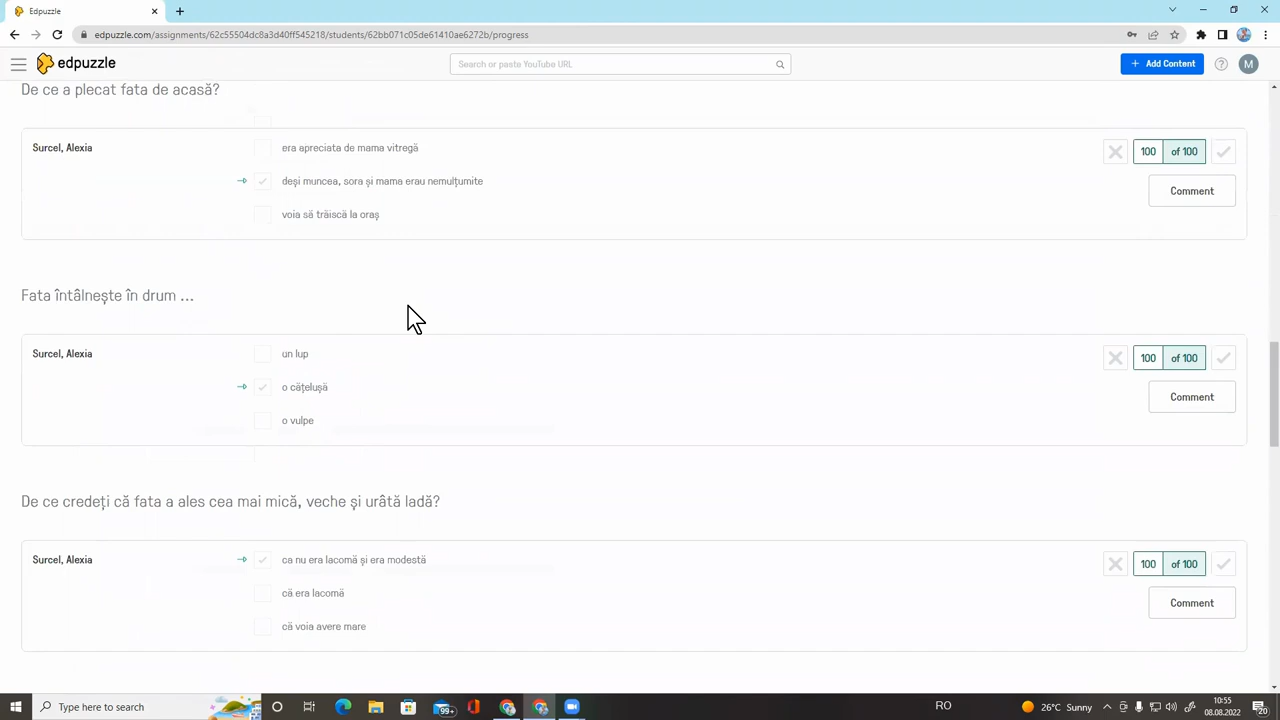 Edpuzzle
edpuzzle.com/assignments/62c55504dc8a3d40ff545218/students/62bb071c05de61410ae6272b/progress
edpuzzle
Search or paste YouTube URL
+ Add Content
?
M
De ce a plecat fata de acasă?
Surcel, Alexia
era apreciata de mama vitregă
100 of 100
deși muncea, sora și mama erau nemulțumite
Comment
voia să trăiscă la oraș
Fata întâlnește în drum ...
Surcel, Alexia
un lup
100 of 100
o cățelușă
Comment
o vulpe
De ce credeți că fata a ales cea mai mică, veche și urâtă ladă?
Surcel, Alexia
ca nu era lacomă și era modestă
100 of 100
că era lacomă
Comment
că voia avere mare
Type here to search
99+
RO
26°C Sunny
10:55
08.08.2022
20